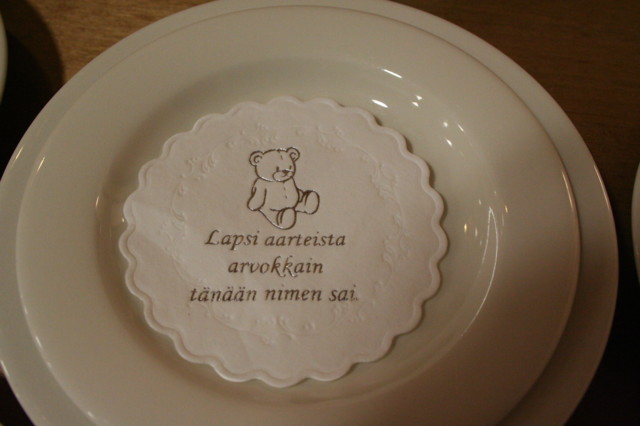 Lapsi aarteista
arvokkain
tänään nimen sai.